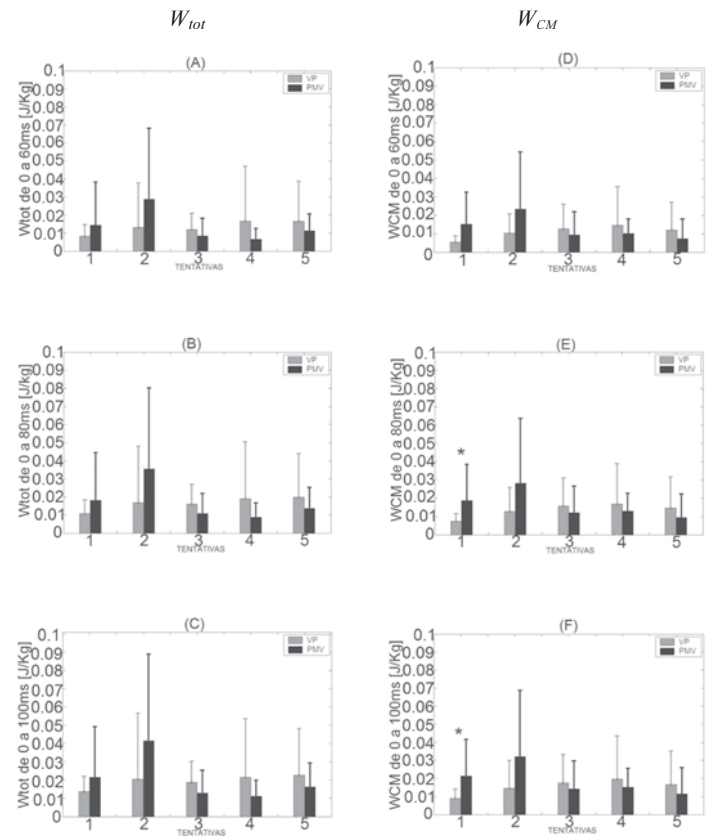 Wtot
WCM
(A)
Wtot de 0 a 60ms [J/Kg]
0.1
0.09
0.08
0.07
0.06
0.05
0.04
0.03
0.02
0.01
0
VP
PMV
1 2 3 4 5
TENTATIVAS
(D)
WCM de 0 a 60ms [J/Kg]
0.1
0.09
0.08
0.07
0.06
0.05
0.04
0.03
0.02
0.01
0
VP
PMV
1 2 3 4 5
TENTATIVAS
(B)
Wtot de 0 a 80ms [J/Kg]
0.1
0.09
0.08
0.07
0.06
0.05
0.04
0.03
0.02
0.01
0
VP
PMV
1 2 3 4 5
TENTATIVAS
(E)
WCM de 0 a 80ms [J/Kg]
0.1
0.09
0.08
0.07
0.06
0.05
0.04
0.03
0.02
0.01
0
*
VP
PMV
1 2 3 4 5
TENTATIVAS
(C)
Wtot de 0 a 100ms [J/Kg]
0.1
0.09
0.08
0.07
0.06
0.05
0.04
0.03
0.02
0.01
0
VP
PMV
1 2 3 4 5
TENTATIVAS
(F)
WCM de 0 a 100ms [J/Kg]
0.1
0.09
0.08
0.07
0.06
0.05
0.04
0.03
0.02
0.01
0
*
VP
PMV
1 2 3 4 5
TENTATIVAS